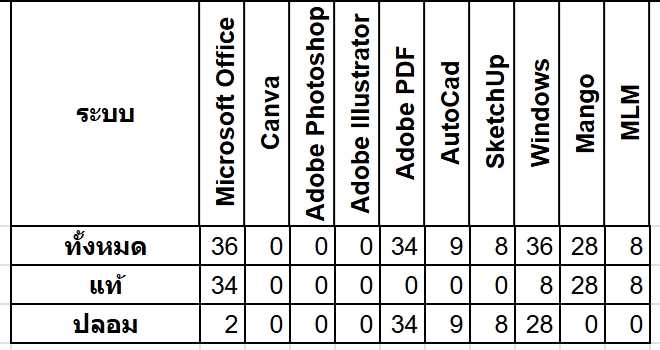 ระบบ Microsoft Office Canva Adobe Photoshop Adobe Illustrator Adobe PDF AutoCad SketchUp Windows Mango MLM
ทั้งหมด 36 0 0 0 34 9 8 36 28 8
แท้ 34 0 0 0 0 0 0 8 28 8
ปลอม 2 0 0 0 34 9 8 28 0 0